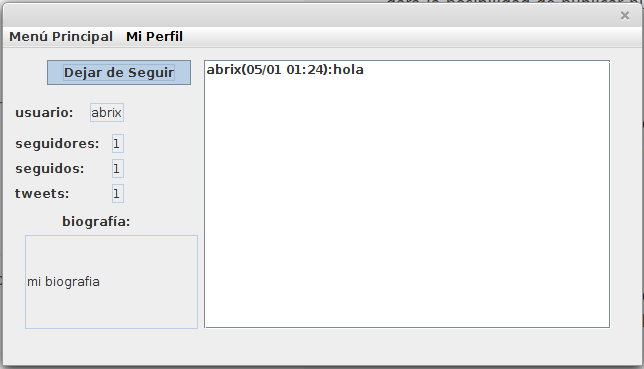 Menú Principal Mi Perfil
Dejar de Seguir
abrix(05/01 01:24):hola
usuario: abrix
seguidores: 1
seguidos: 1
tweets: 1
biografía:
mi biografia